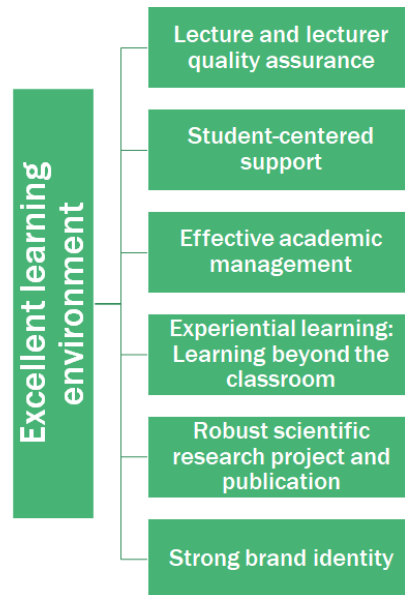 Excellent learning
environment
Lecture and lecturer
quality assurance
Student-centered
support
Effective academic
management
Experiential learning:
Learning beyond the
classroom
Robust scientific
research project and
publication
Strong brand identity